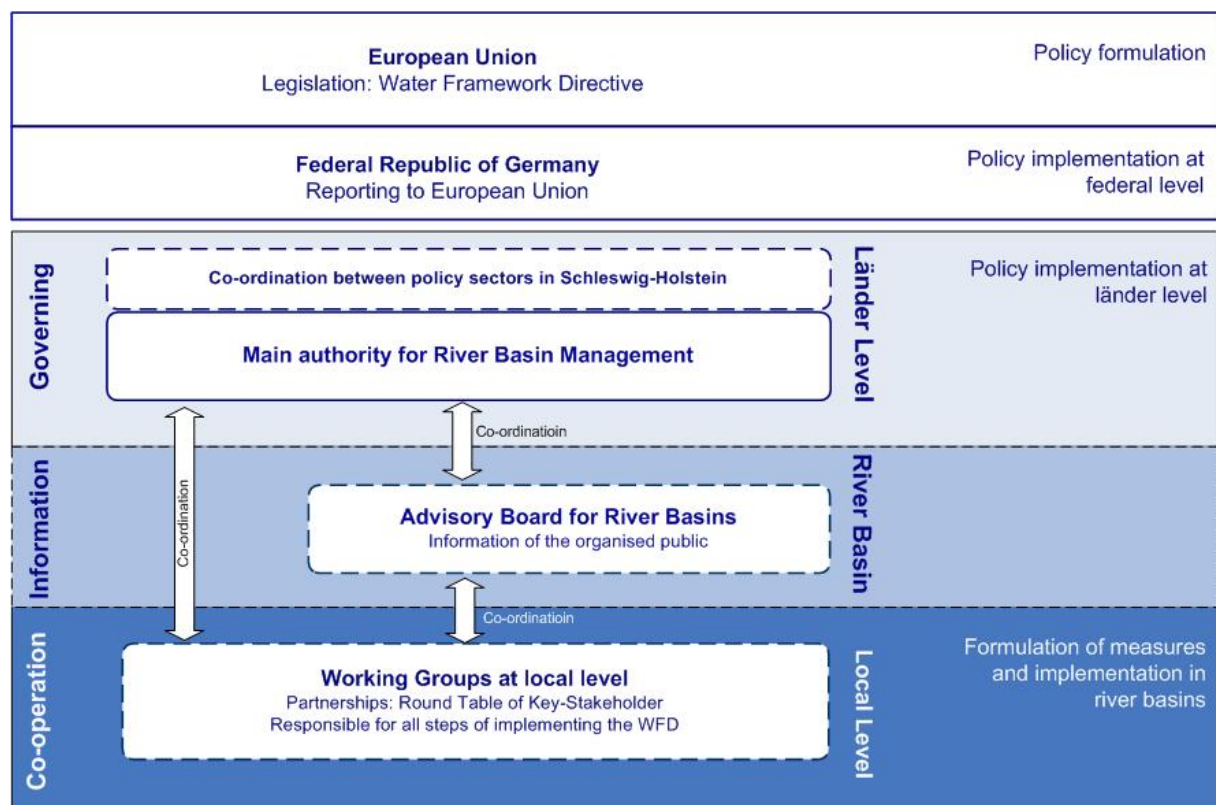 European Union
Legislation: Water Framework Directive
Policy formulation
Federal Republic of Germany
Reporting to European Union
Policy implementation at
federal level
Governing
Co-ordination between policy sectors in Schleswig-Holstein
Main authority for River Basin Management
Länder Level
Policy implementation at
länder level
Co-ordinatioin
Co-ordination
Information
Advisory Board for River Basins
Information of the organised public
River Basin
Co-ordinatioin
Co-operation
Working Groups at local level
Partnerships: Round Table of Key-Stakeholder
Responsible for all steps of implementing the WFD
Local Level
Formulation of measures
and implementation in
river basins